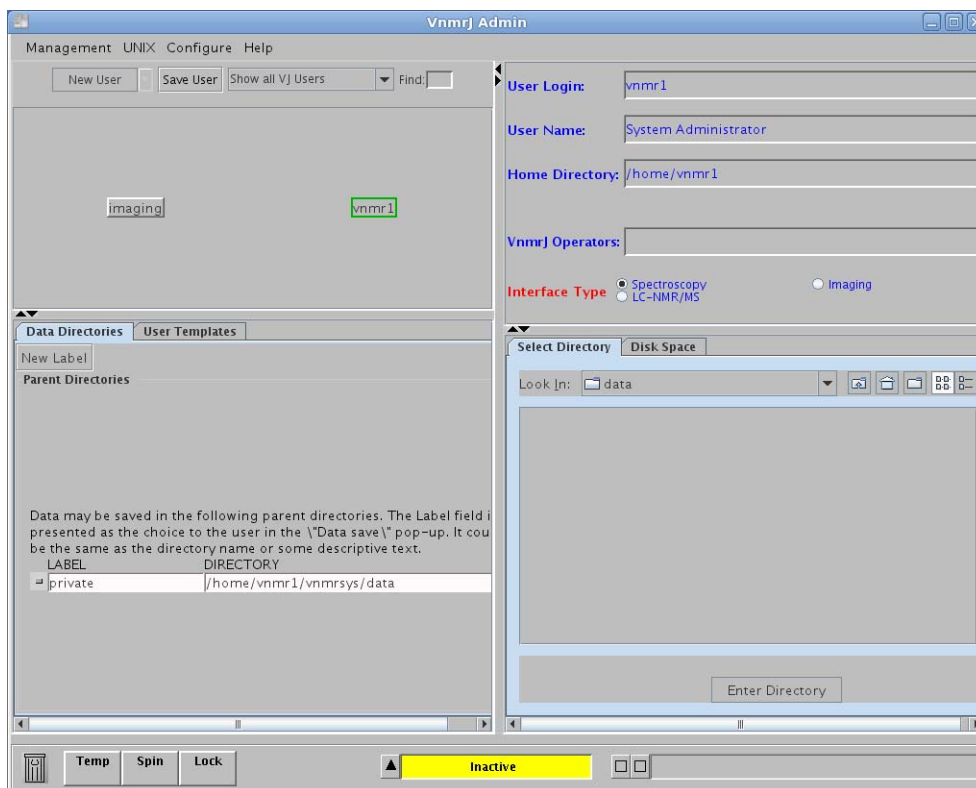 VnmrJ Admin
Management UNIX Configure Help
New User Save User Show all VJ Users Find:
imaging vnmr1
User Login: vnmr1
User Name: System Administrator
Home Directory: /home/vnmr1
VnmrJ Operators:
Interface Type Spectroscopy Imaging
LC-NMR/MS
Data Directories User Templates
New Label
Parent Directories
Data may be saved in the following parent directories. The Label field i
presented as the choice to the user in the \"Data save\" pop-up. It cou
be the same as the directory name or some descriptive text.
LABEL DIRECTORY
private /home/vnmr1/vnmrsys/data
Select Directory Disk Space
Look In: data
Enter Directory
Temp Spin Lock Inactive